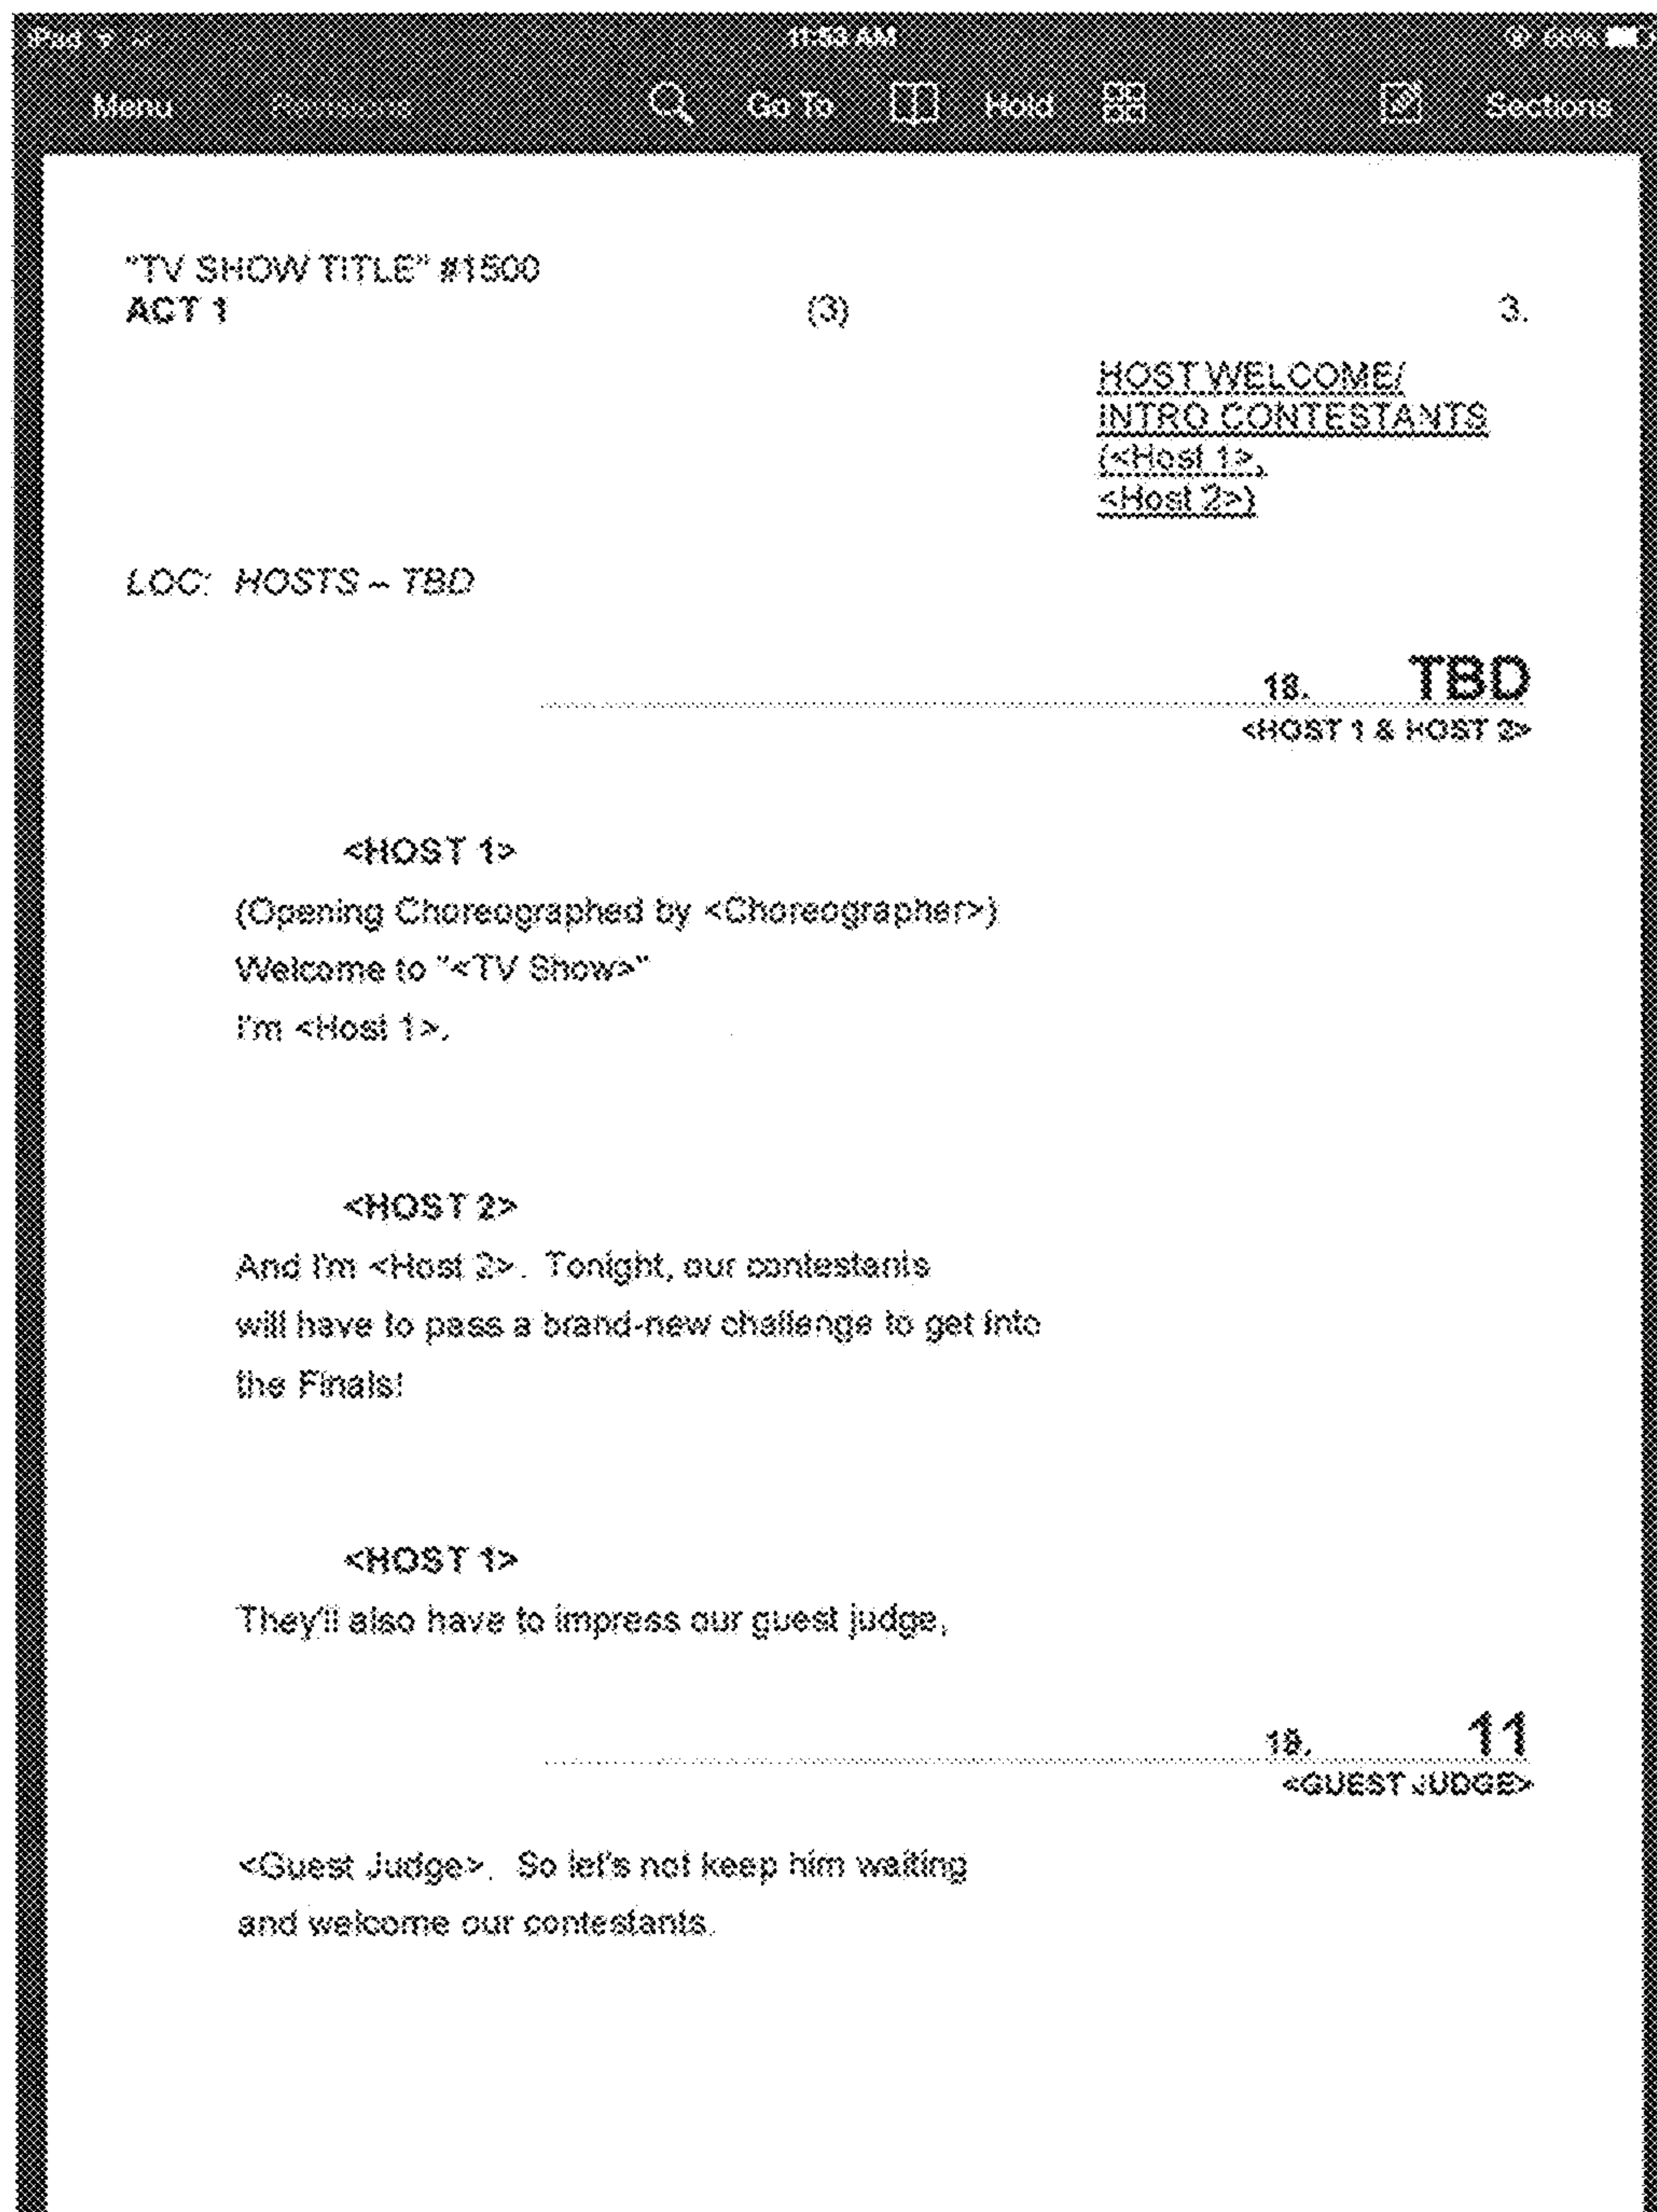 iPad 11:53 AM 66%
Menu Revisions Go To Hold Sections
"TV SHOW TITLE" #1500
ACT 1 (3) 3.
HOST WELCOME/
INTRO CONTESTANTS
(<Host 1>,
<Host 2>)
LOC: HOSTS – TBD
18. TBD
<HOST 1 & HOST 2>
<HOST 1>
(Opening Choreographed by <Choreographer>)
Welcome to "<TV Show>"
I'm <Host 1>.
<HOST 2>
And I'm <Host 2>. Tonight, our contestants
will have to pass a brand-new challenge to get into
the Finals!
<HOST 1>
They'll also have to impress our guest judge,
19. 11
<GUEST JUDGE>
<Guest Judge>. So let's not keep him waiting
and welcome our contestants.